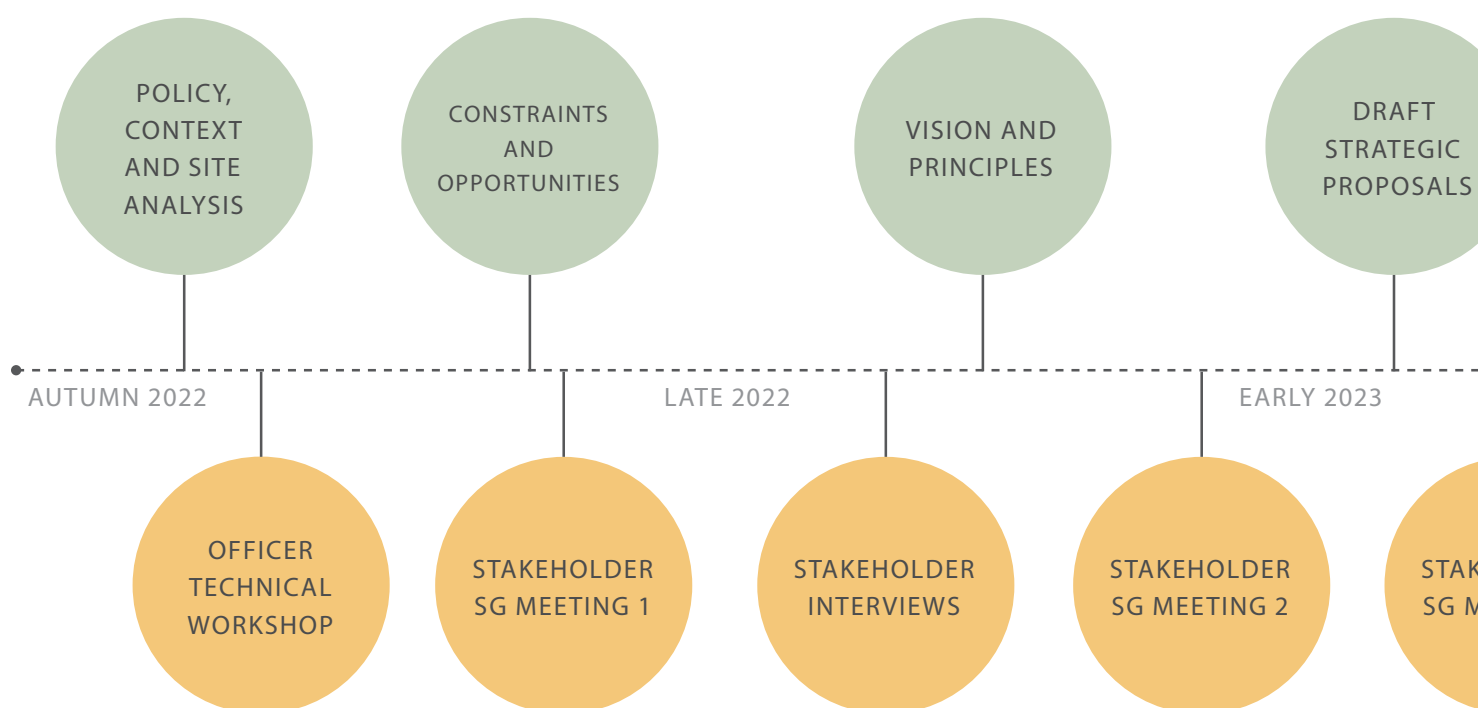 POLICY,
CONTEXT
AND SITE
ANALYSIS
CONSTRAINTS
AND
OPPORTUNITIES
VISION AND
PRINCIPLES
DRAFT
STRATEGIC
PROPOSALS
AUTUMN 2022
LATE 2022
EARLY 2023
OFFICER
TECHNICAL
WORKSHOP
STAKEHOLDER
SG MEETING 1
STAKEHOLDER
INTERVIEWS
STAKEHOLDER
SG MEETING 2
SG